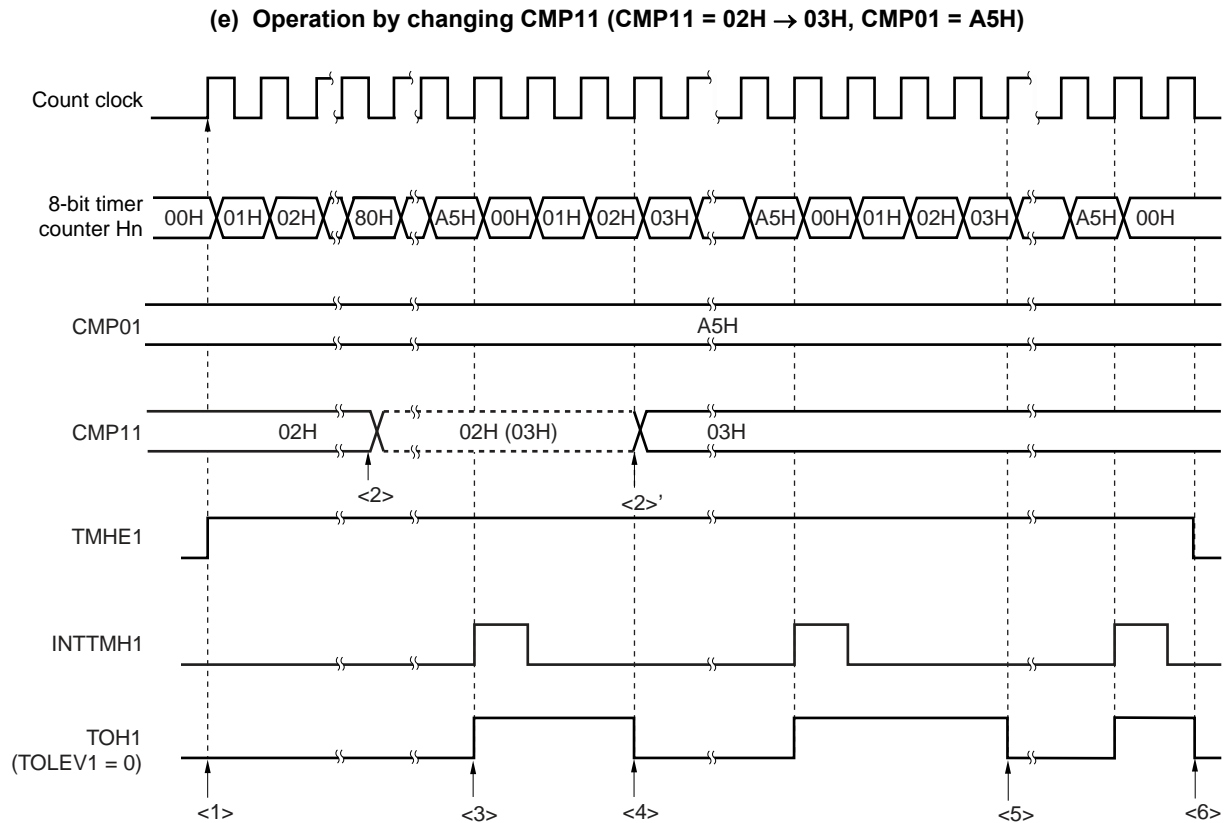 (e) Operation by changing CMP11 (CMP11 = 02H → 03H, CMP01 = A5H)
Count clock
8-bit timer
counter Hn
00H 01H 02H 80H A5H 00H 01H 02H 03H A5H 00H 01H 02H 03H A5H 00H
CMP01
A5H
CMP11
02H
02H (03H)
03H
<2>
<2>’
TMHE1
INTTMH1
TOH1
(TOLEV1 = 0)
<1>
<3>
<4>
<5>
<6>